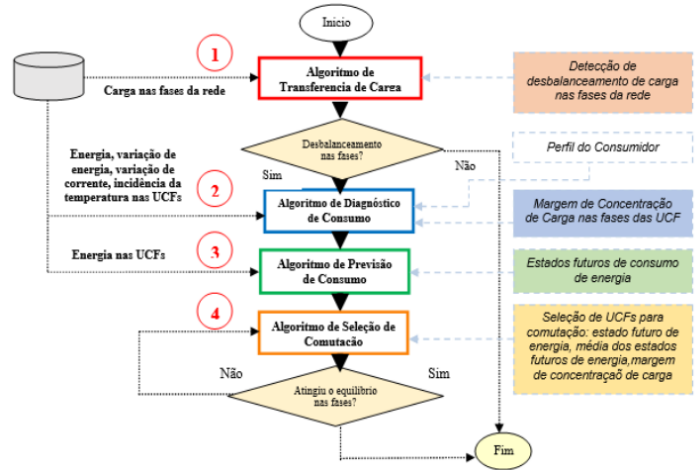 Inicio
1
Algoritmo de
Transferencia de Carga
Carga nas fases da rede
Detecção de
desbalanceamento de carga
nas fases da rede
Desbalanceamento
nas fases?
Não
Sim
Perfil do Consumidor
Energia, variação de
energia, variação de
corrente, incidência da
temperatura nas UCFs
2
Algoritmo de Diagnóstico
de Consumo
Margem de Concentração
de Carga nas fases das UCF
Energia nas UCFs
3
Algoritmo de Previsão
de Consumo
Estados futuros de consumo
de energia
4
Algoritmo de Seleção de
Comutacão
Seleção de UCFs para
comutação: estado futuro de
energia, média dos estados
futuros de energia,margem
de concentraçaõ de carga
Não
Sim
Atingiu o equilíbrio
nas fases?
Fim